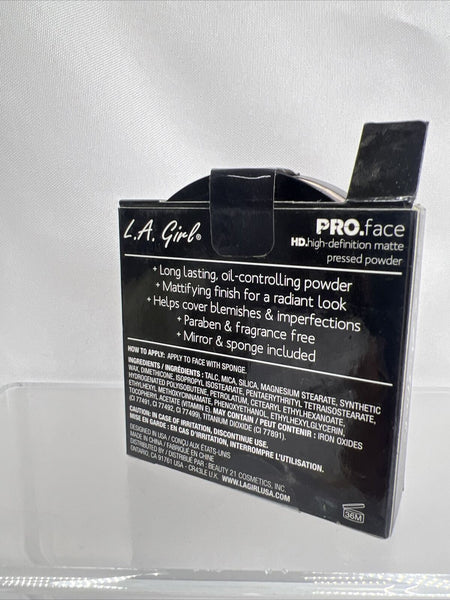 L.A. Girl®
PRO.face
HD.high-definition matte
pressed powder
+ Long lasting, oil-controlling powder
+ Mattifying finish for a radiant look
+ Helps cover blemishes & imperfections
+ Paraben & fragrance free
+ Mirror & sponge included
HOW TO APPLY: APPLY TO FACE WITH SPONGE.
INGREDIENTS / INGRÉDIENTS : TALC, MICA, SILICA, MAGNESIUM STEARATE, SYNTHETIC
WAX, DIMETHICONE, ISOPROPYL ISOSTEARATE, PENTAERYTHRITYL TETRAISOSTEARATE,
HYDROGENATED POLYISOBUTENE, PETROLATUM, CETEARYL ETHYLHEXANOATE,
ETHYLHEXYL METHOXYCINNAMATE, PHENOXYETHANOL, ETHYLHEXYLGLYCERIN,
TOCOPHERYL ACETATE (VITAMIN E). MAY CONTAIN / PEUT CONTENIR : IRON OXIDES
(CI 77491, CI 77492, CI 77499), TITANIUM DIOXIDE (CI 77891).
CAUTION: IN CASE OF IRRITATION, DISCONTINUE USE.
MISE EN GARDE : EN CAS D'IRRITATION, INTERROMPRE L'UTILISATION.
DESIGNED IN USA / CONÇU AUX ÉTATS-UNIS
MADE IN CHINA / FABRIQUÉ EN CHINE
DISTRIBUTED BY / DISTRIBUÉ PAR : BEAUTY 21 COSMETICS, INC.
ONTARIO, CA 91761 USA - CR43LE U.K. WWW.LAGIRLUSA.COM
36M